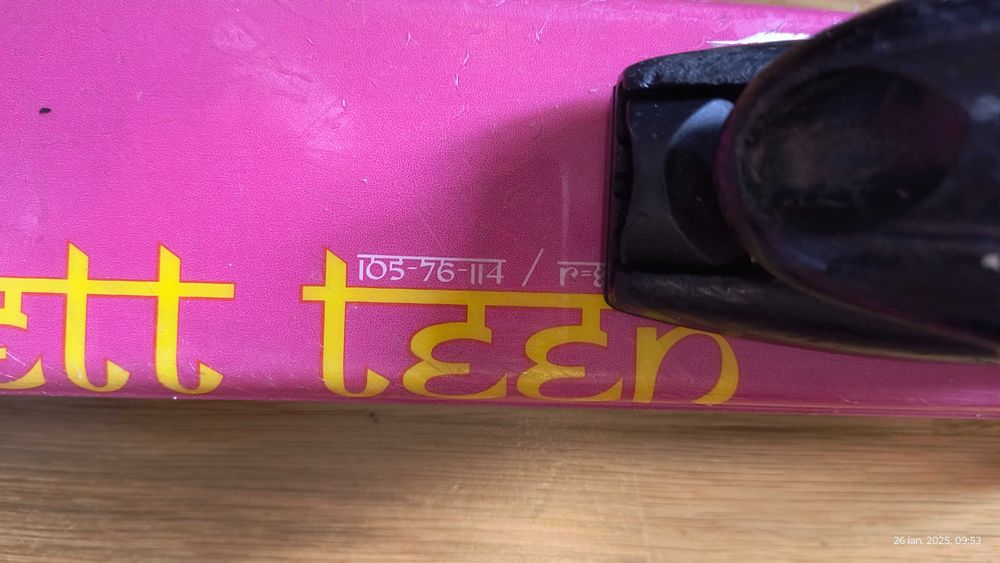 105-76-114 / r=
ett teen
26 ian. 2025, 09:53